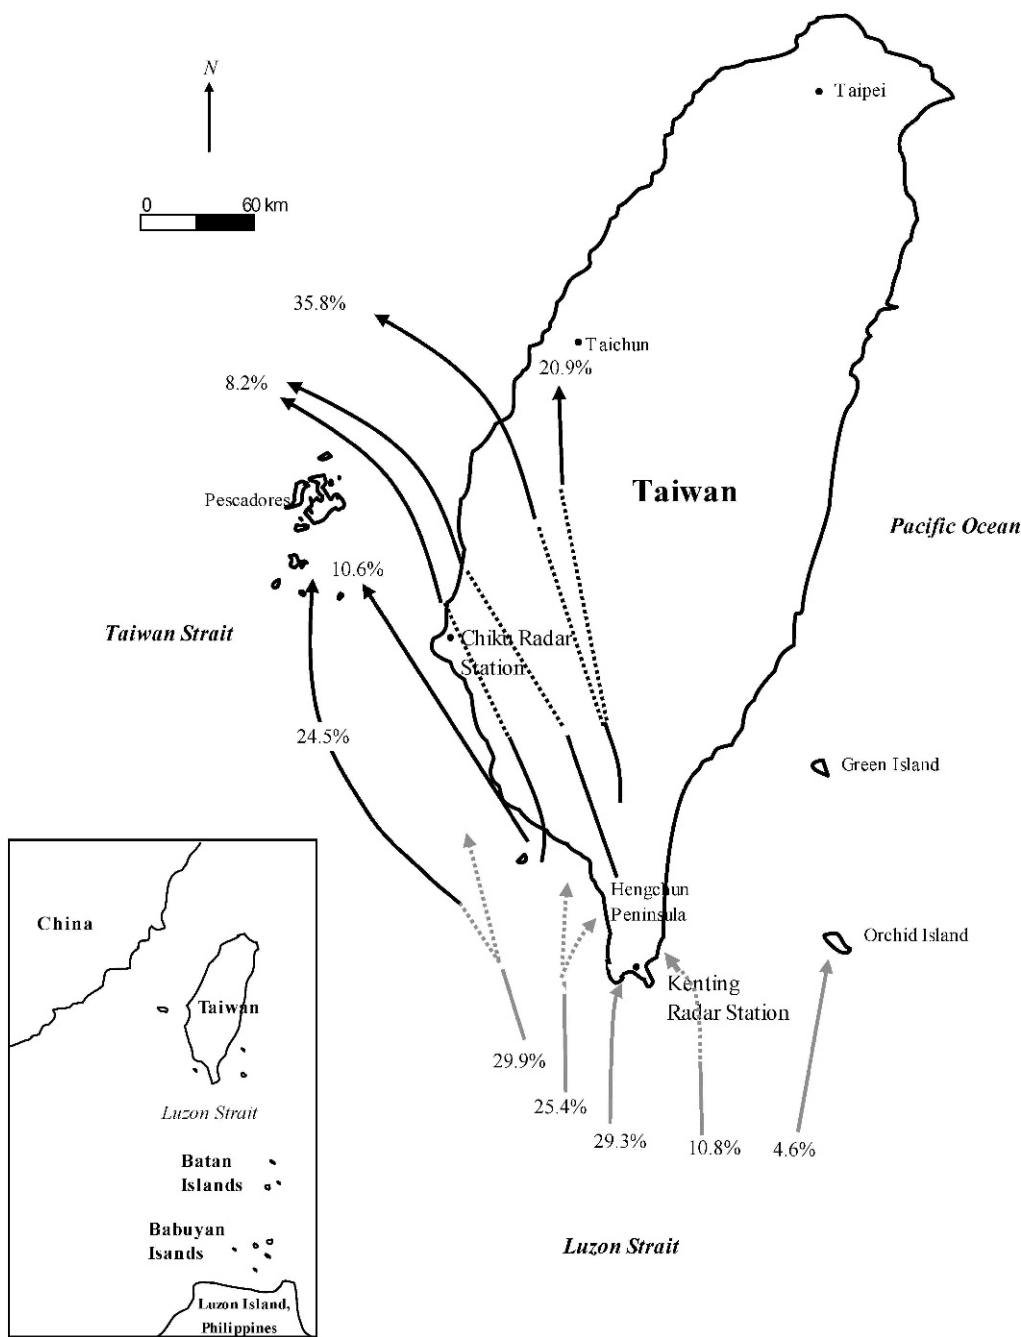 N
Taipei
0 60 km
35.8%
Taichun
20.9%
8.2%
Taiwan
Pescadores
Pacific Ocean
10.6%
Taiwan Strait
Chiku Radar
Station
24.5%
Green Island
Hengchun
Peninsula
China
Orchid Island
Kenting
Radar Station
Taiwan
29.9%
25.4%
Luzon Strait
29.3%
10.8%
4.6%
Batan
Islands
Babuyan
Isands
Luzon Strait
Luzon Island,
Philippines